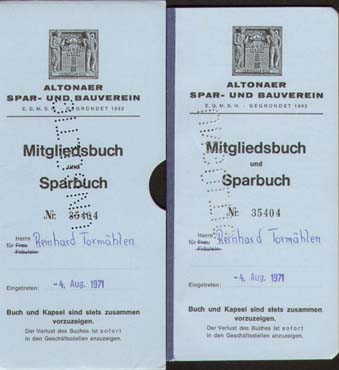 ALTONAER
SPAR- UND BAUVEREIN
E. G. M. B. H. - GEGRÜNDET 1892
Mitgliedsbuch
und
Sparbuch
Nr. 35404
Herrn
für Frau Reinhard Tormählen
Fräulein
Eingetreten: -4. Aug. 1971
Buch und Kapsel sind stets zusammen
vorzuzeigen.
Der Verlust des Buches ist sofort
in den Geschäftsstellen anzuzeigen.
ALTONAER
SPAR- UND BAUVEREIN
E. G. M. B. H. - GEGRÜNDET 1892
Mitgliedsbuch
und
Sparbuch
Nr. 35404
Herrn
für Frau Reinhard Tormählen
Fräulein
Eingetreten: -4. Aug. 1971
Buch und Kapsel sind stets zusammen
vorzuzeigen.
Der Verlust des Buches ist sofort
in den Geschäftsstellen anzuzeigen.